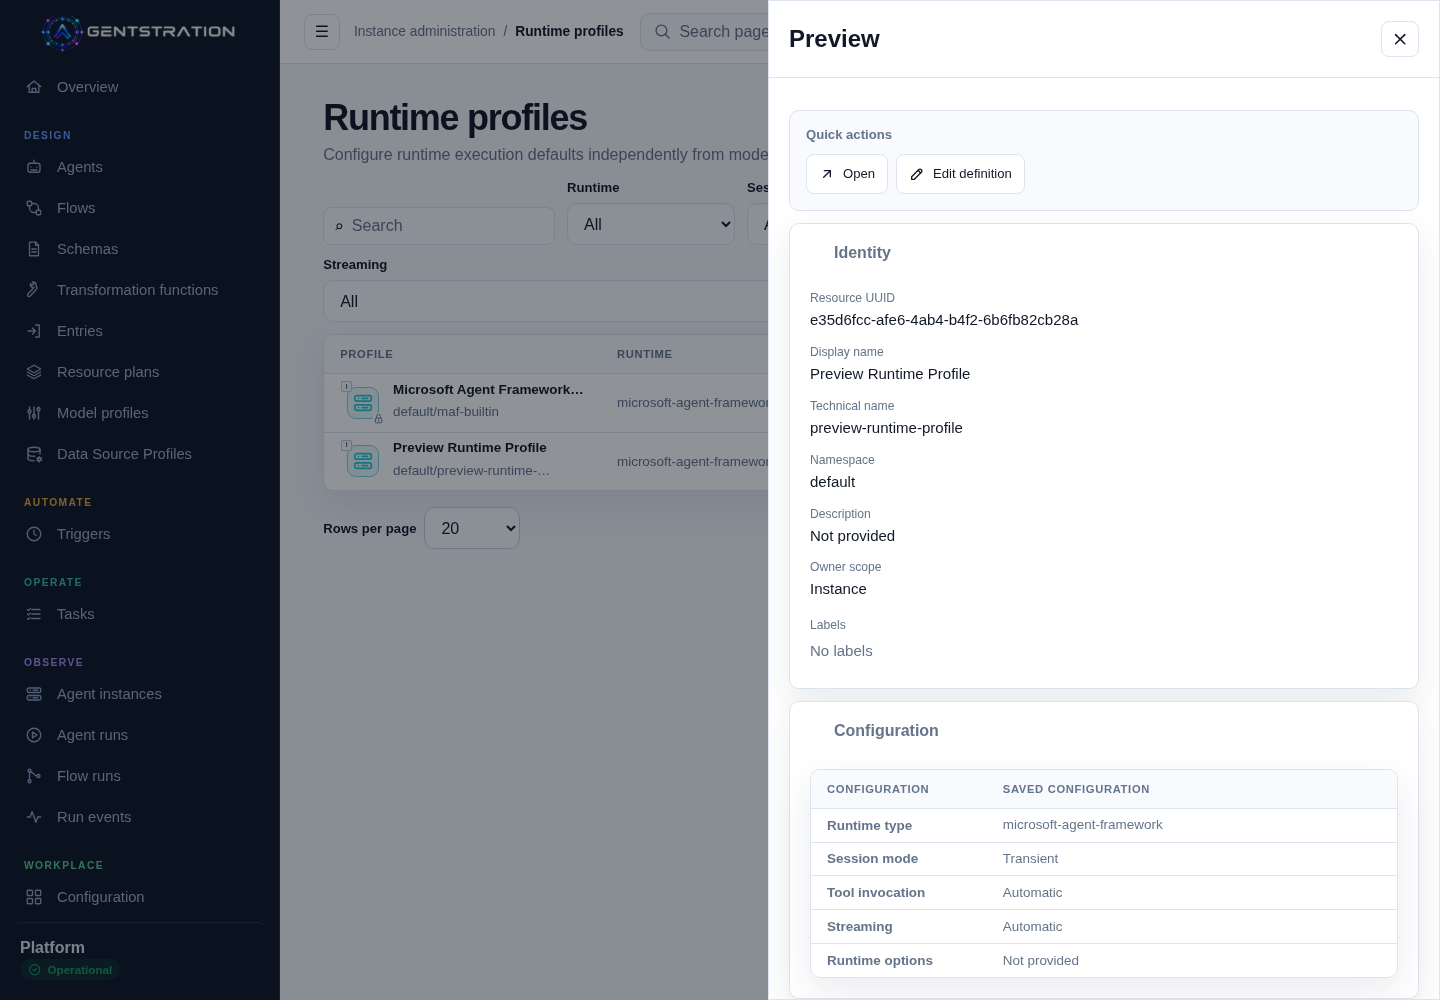 GENTSTRATION
Overview
DESIGN
Agents
Flows
Schemas
Transformation functions
Entries
Resource plans
Model profiles
Data Source Profiles
AUTOMATE
Triggers
OPERATE
Tasks
OBSERVE
Agent instances
Agent runs
Flow runs
Run events
WORKPLACE
Configuration
Platform
Operational
Instance administration / Runtime profiles
Search page
Runtime profiles
Configure runtime execution defaults independently from mode
Runtime
Ses
Search
All
A
Streaming
All
PROFILE RUNTIME
I
Microsoft Agent Framework…
default/maf-builtin
microsoft-agent-framewor
I
Preview Runtime Profile
default/preview-runtime-…
microsoft-agent-framewor
Rows per page 20
Preview
Quick actions
Open Edit definition
Identity
Resource UUID
e35d6fcc-afe6-4ab4-b4f2-6b6fb82cb28a
Display name
Preview Runtime Profile
Technical name
preview-runtime-profile
Namespace
default
Description
Not provided
Owner scope
Instance
Labels
No labels
Configuration
CONFIGURATION SAVED CONFIGURATION
Runtime type microsoft-agent-framework
Session mode Transient
Tool invocation Automatic
Streaming Automatic
Runtime options Not provided